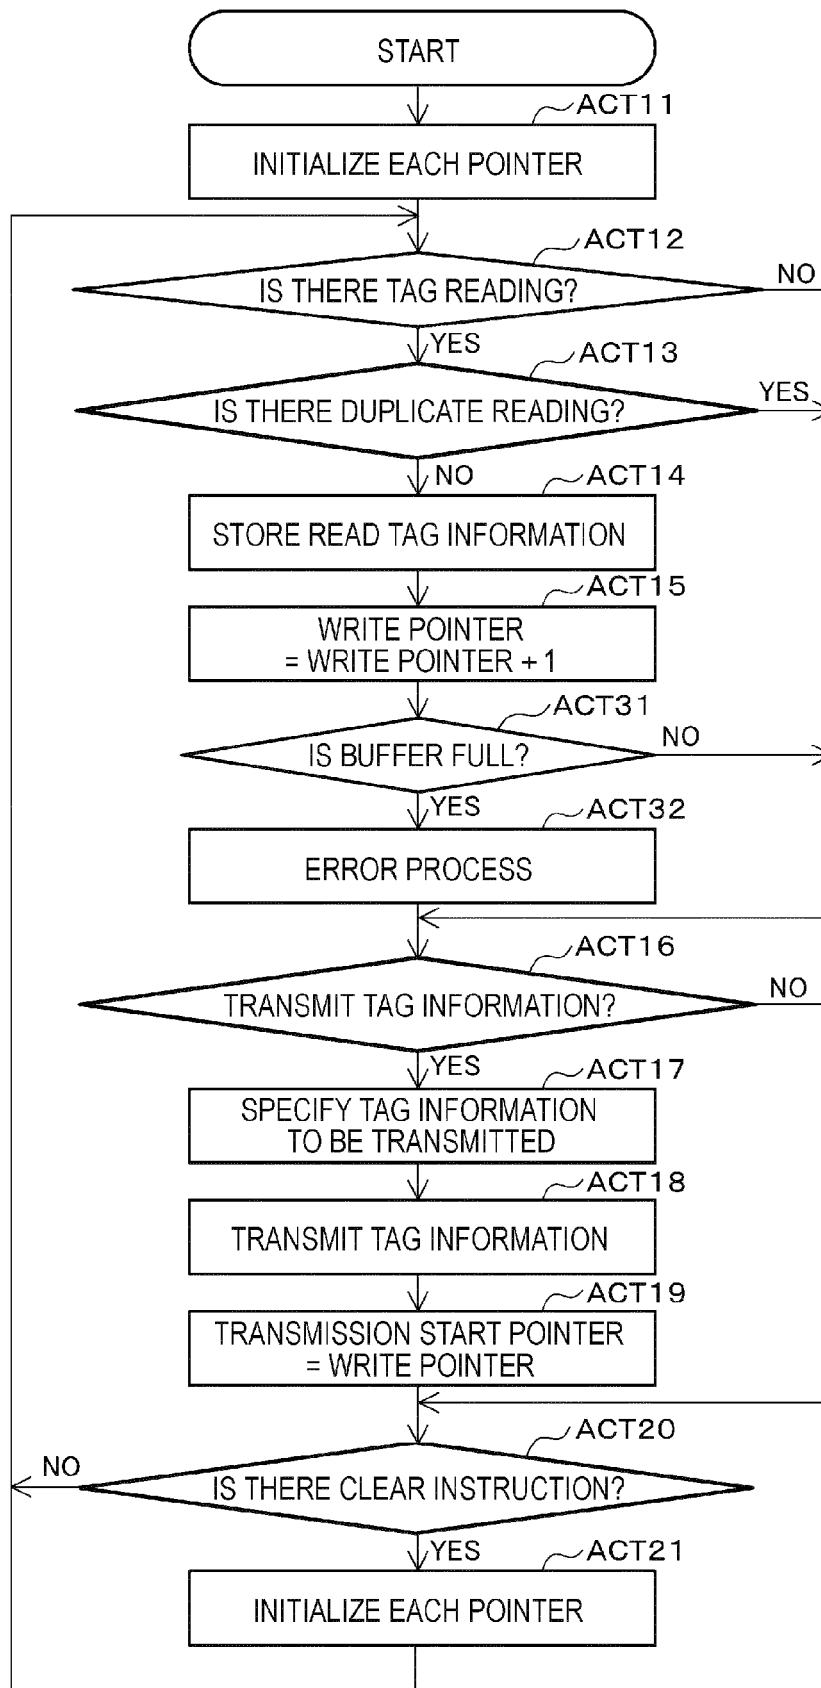 START
ACT11
INITIALIZE EACH POINTER
ACT12
IS THERE TAG READING?
NO
YES
ACT13
IS THERE DUPLICATE READING?
YES
NO
ACT14
STORE READ TAG INFORMATION
ACT15
WRITE POINTER
= WRITE POINTER + 1
ACT31
IS BUFFER FULL?
NO
YES
ACT32
ERROR PROCESS
ACT16
TRANSMIT TAG INFORMATION?
NO
YES
ACT17
SPECIFY TAG INFORMATION
TO BE TRANSMITTED
ACT18
TRANSMIT TAG INFORMATION
ACT19
TRANSMISSION START POINTER
= WRITE POINTER
ACT20
NO
IS THERE CLEAR INSTRUCTION?
YES
ACT21
INITIALIZE EACH POINTER